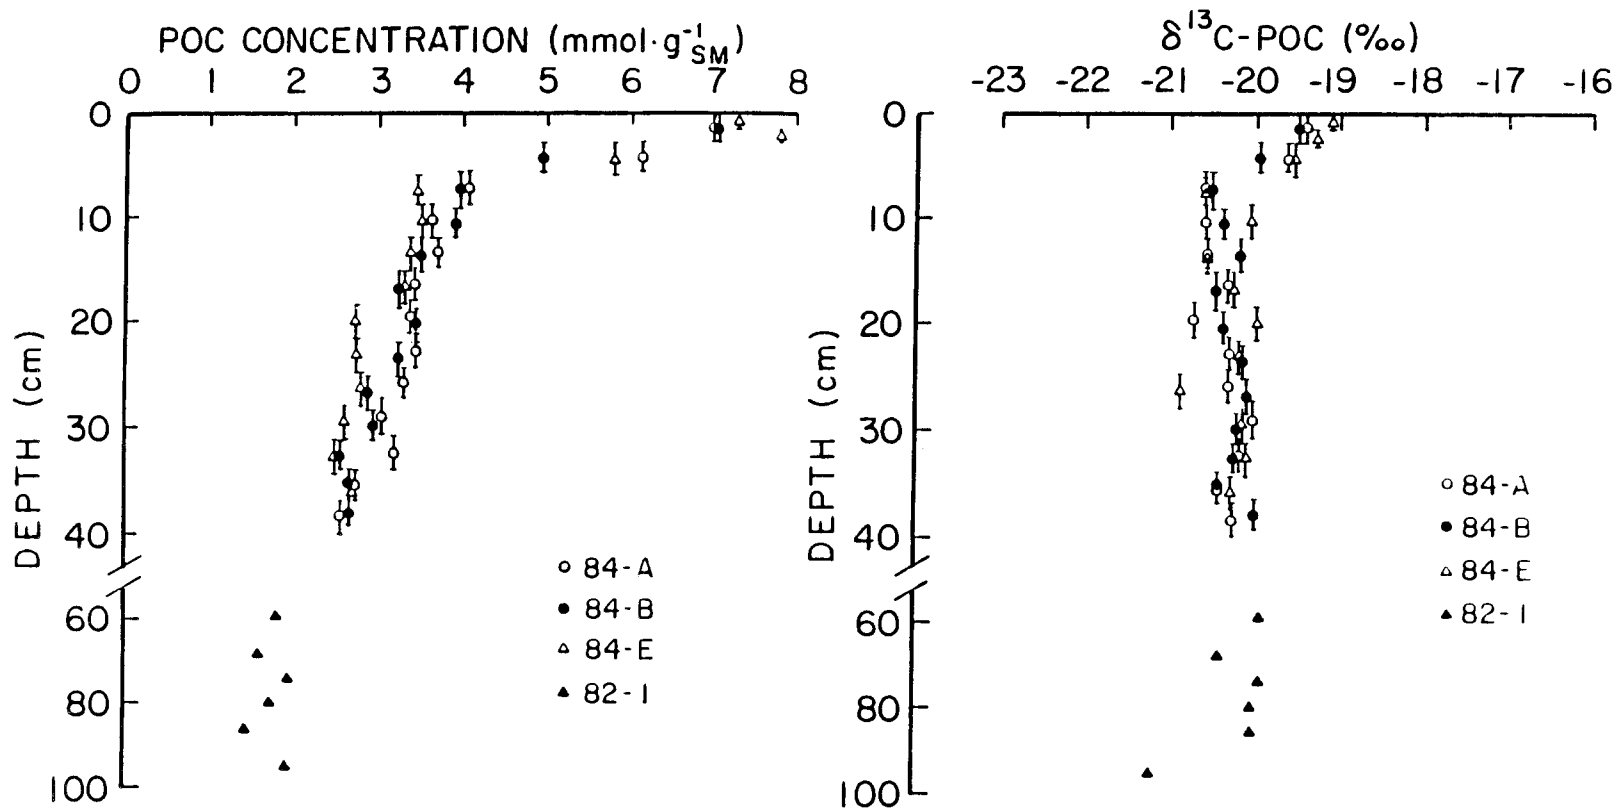 POC CONCENTRATION (mmol·g⁻¹SM)
0 1 2 3 4 5 6 7 8
0
10
20
30
40
60
80
100
DEPTH (cm)
84-A
84-B
84-E
82-1
δ¹³C-POC (‰)
-23 -22 -21 -20 -19 -18 -17 -16
0
10
20
30
40
60
80
100
DEPTH (cm)
84-A
84-B
84-E
82-1